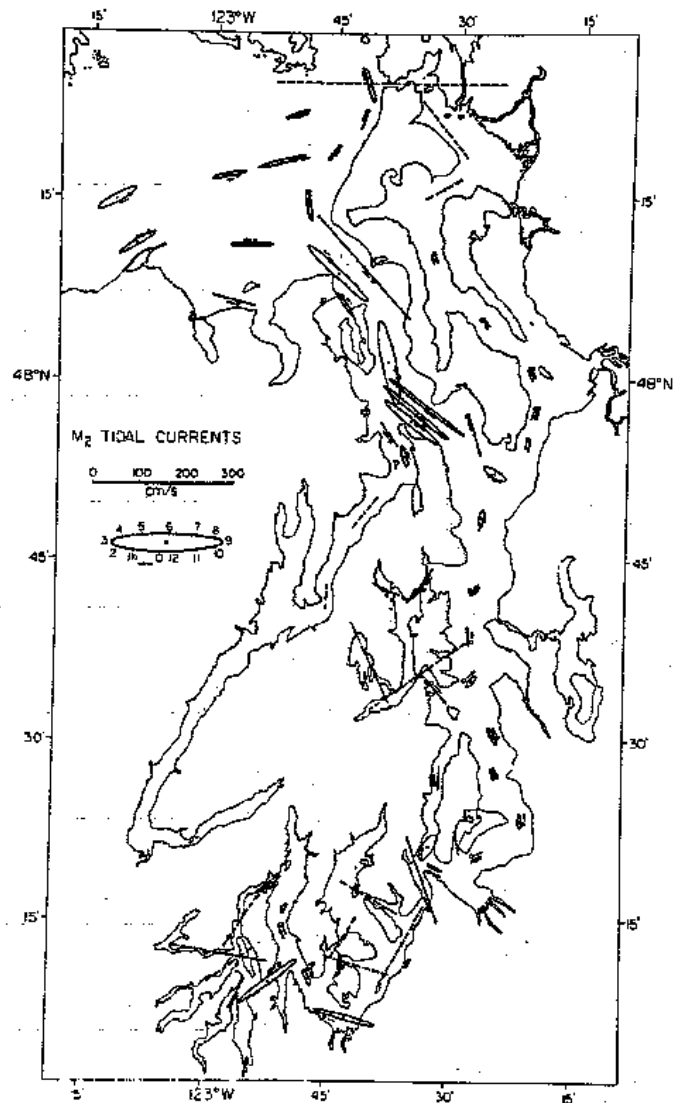 15' 123°W 45' 30' 15'
15' 15'
48°N 48°N
M₂ TIDAL CURRENTS
0 100 200 300
cm/s
4 5 6 7 8
3 9
2 0 12 11 10
45' 45'
30' 30'
15' 15'
123°W 45' 30' 15'